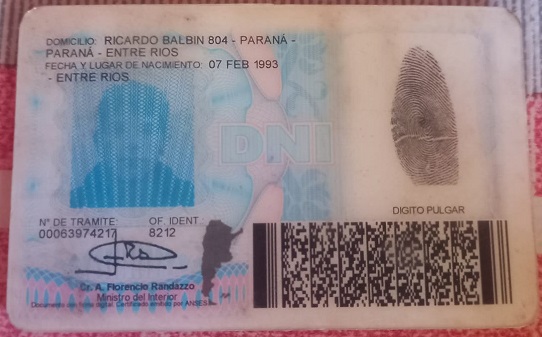 DOMICILIO: RICARDO BALBIN 804 - PARANÁ -
PARANÁ - ENTRE RIOS
FECHA Y LUGAR DE NACIMIENTO: 07 FEB 1993
- ENTRE RIOS
DNI
DIGITO PULGAR
N° DE TRAMITE OF. IDENT
00063974217 8212
Cr. A. Florencio Randazzo
Ministro del Interior